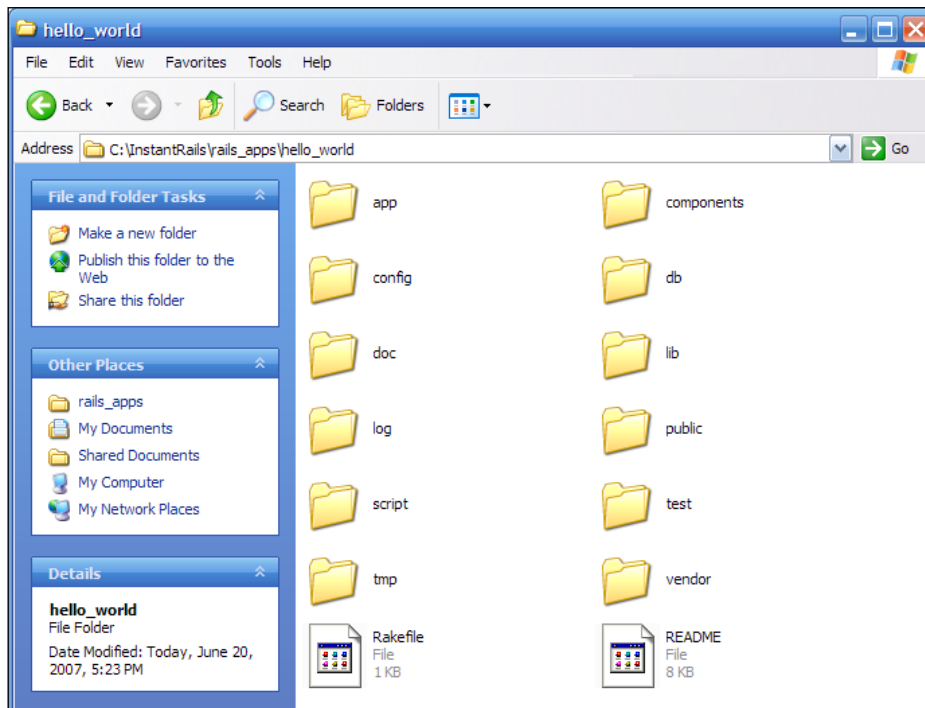 hello_world
File Edit View Favorites Tools Help
Back Search Folders
Address C:\InstantRails\rails_apps\hello_world Go
File and Folder Tasks
Make a new folder
Publish this folder to the
Web
Share this folder
Other Places
rails_apps
My Documents
Shared Documents
My Computer
My Network Places
Details
hello_world
File Folder
Date Modified: Today, June 20,
2007, 5:23 PM
app components
config db
doc lib
log public
script test
tmp vendor
Rakefile README
File File
1 KB 8 KB